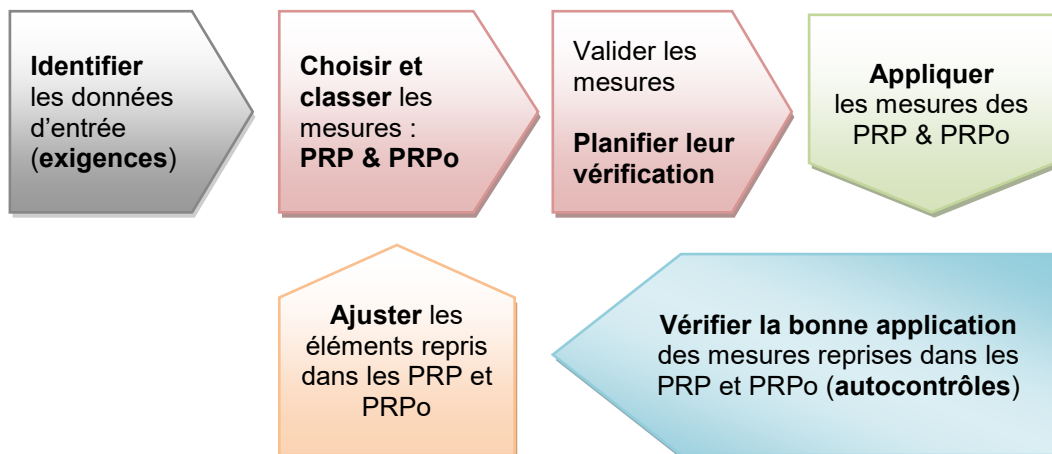 Identifier
les données
d'entrée
(exigences)
Choisir et
classer les
mesures :
PRP & PRPo
Valider les
mesures
Planifier leur
vérification
Appliquer
les mesures des
PRP & PRPo
Vérifier la bonne application
des mesures reprises dans les
PRP et PRPo (autocontrôles)
Ajuster les
éléments repris
dans les PRP et
PRPo